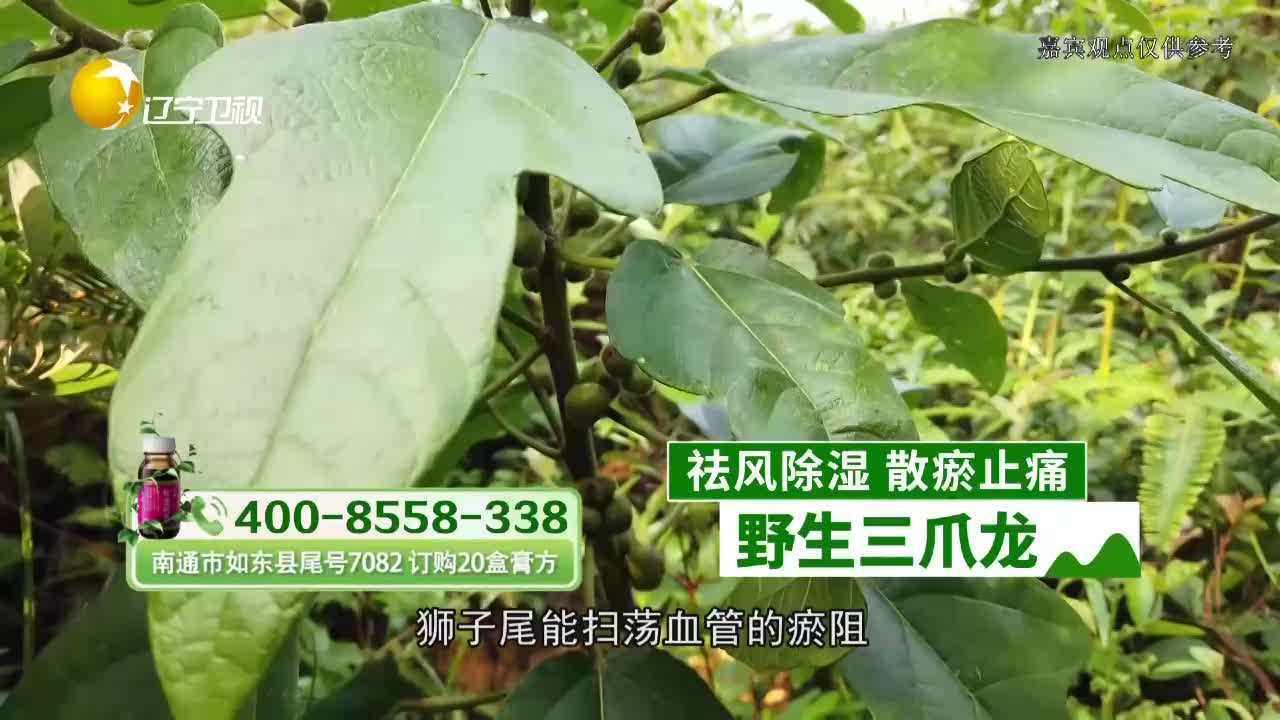 嘉宾观点仅供参考
辽宁卫视
祛风除湿 散瘀止痛
野生三爪龙
400-8558-338
南通市如东县尾号7082 订购20盒膏方
狮子尾能扫荡血管的瘀阻